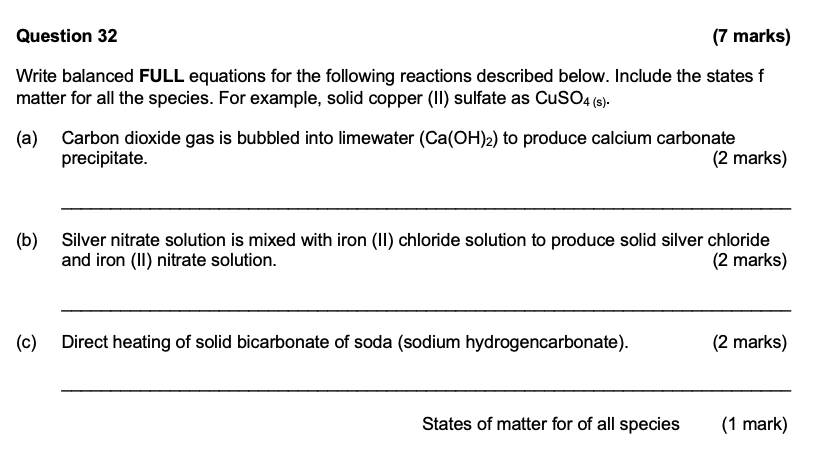 Question 32 (7 marks)
Write balanced FULL equations for the following reactions described below. Include the states f
matter for all the species. For example, solid copper (II) sulfate as CuSO₄ (s).
(a) Carbon dioxide gas is bubbled into limewater (Ca(OH)₂) to produce calcium carbonate
precipitate. (2 marks)
(b) Silver nitrate solution is mixed with iron (II) chloride solution to produce solid silver chloride
and iron (II) nitrate solution. (2 marks)
(c) Direct heating of solid bicarbonate of soda (sodium hydrogencarbonate). (2 marks)
States of matter for of all species (1 mark)